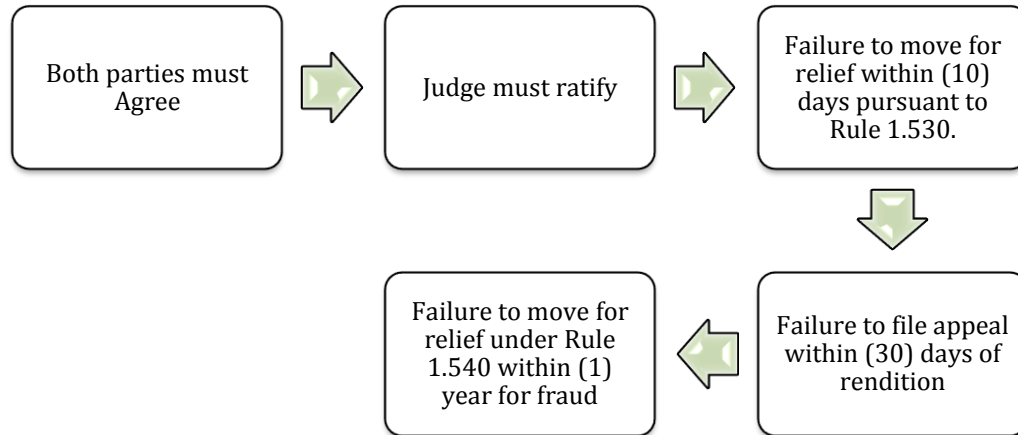 Both parties must
Agree
Judge must ratify
Failure to move for
relief within (10)
days pursuant to
Rule 1.530.
Failure to file appeal
within (30) days of
rendition
Failure to move for
relief under Rule
1.540 within (1)
year for fraud